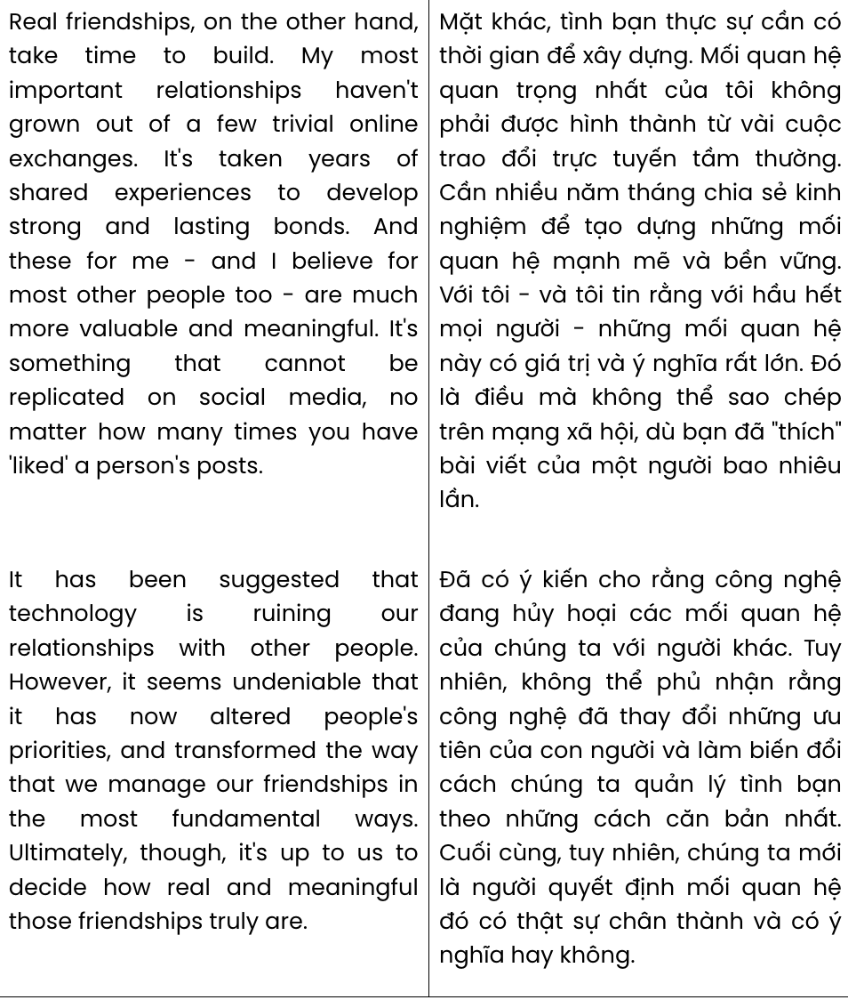 Real friendships, on the other hand,
take time to build. My most
important relationships haven't
grown out of a few trivial online
exchanges. It's taken years of
shared experiences to develop
strong and lasting bonds. And
these for me - and I believe for
most other people too - are much
more valuable and meaningful. It's
something that cannot be
replicated on social media, no
matter how many times you have
'liked' a person's posts.
Mặt khác, tình bạn thực sự cần có
thời gian để xây dựng. Mối quan hệ
quan trọng nhất của tôi không
phải được hình thành từ vài cuộc
trao đổi trực tuyến tầm thường.
Cần nhiều năm tháng chia sẻ kinh
nghiệm để tạo dựng những mối
quan hệ mạnh mẽ và bền vững.
Với tôi - và tôi tin rằng với hầu hết
mọi người - những mối quan hệ
này có giá trị và ý nghĩa rất lớn. Đó
là điều mà không thể sao chép
trên mạng xã hội, dù bạn đã "thích"
bài viết của một người bao nhiêu
lần.
It has been suggested that
technology is ruining our
relationships with other people.
However, it seems undeniable that
it has now altered people's
priorities, and transformed the way
that we manage our friendships in
the most fundamental ways.
Ultimately, though, it's up to us to
decide how real and meaningful
those friendships truly are.
Đã có ý kiến cho rằng công nghệ
đang hủy hoại các mối quan hệ
của chúng ta với người khác. Tuy
nhiên, không thể phủ nhận rằng
công nghệ đã thay đổi những ưu
tiên của con người và làm biến đổi
cách chúng ta quản lý tình bạn
theo những cách căn bản nhất.
Cuối cùng, tuy nhiên, chúng ta mới
là người quyết định mối quan hệ
đó có thật sự chân thành và có ý
nghĩa hay không.